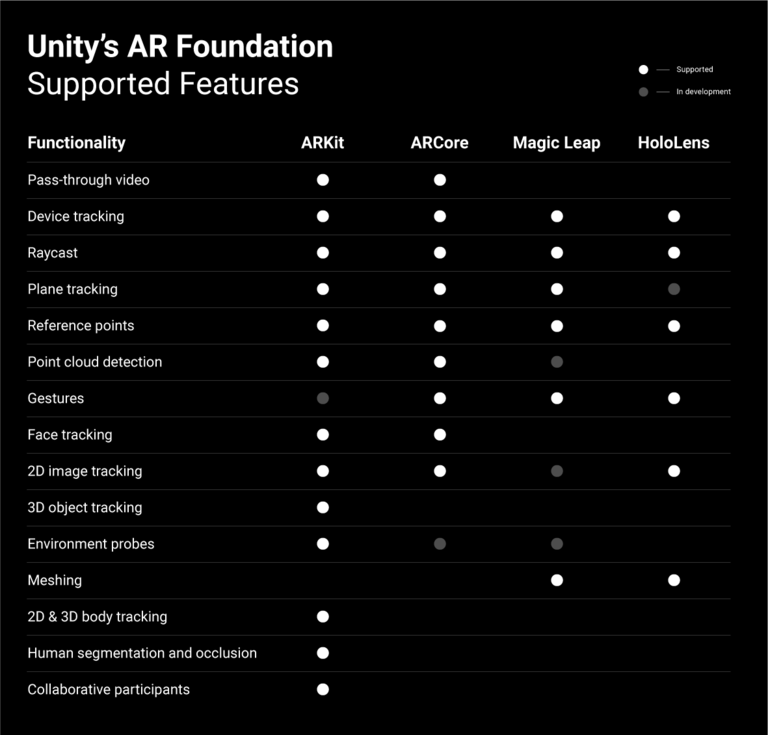 Unity’s AR Foundation
Supported Features
Supported
In development
Functionality ARKit ARCore Magic Leap HoloLens
Pass-through video
Device tracking
Raycast
Plane tracking
Reference points
Point cloud detection
Gestures
Face tracking
2D image tracking
3D object tracking
Environment probes
Meshing
2D & 3D body tracking
Human segmentation and occlusion
Collaborative participants